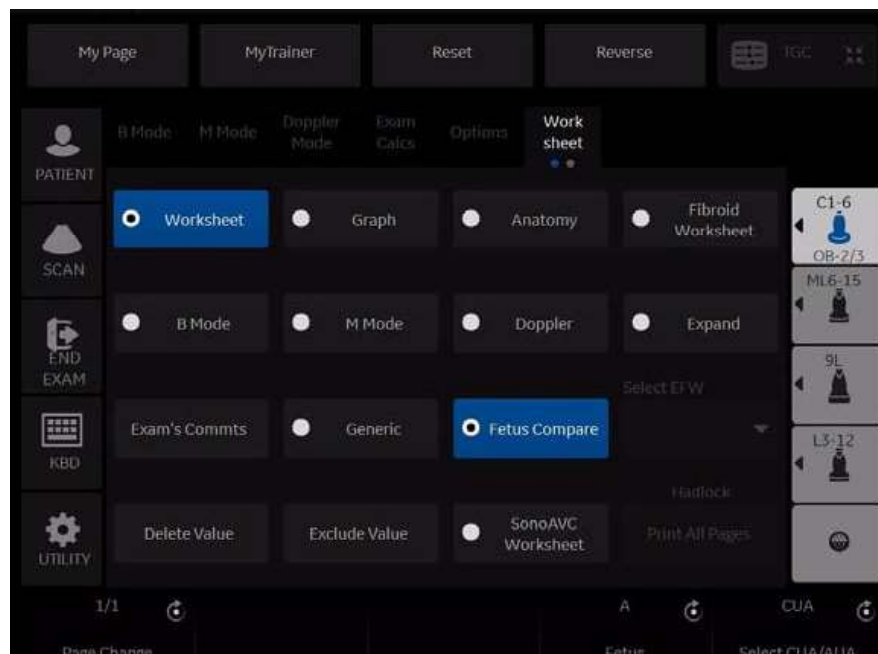 My Page
MyTrainer
Reset
Reverse
TGC
B Mode
M Mode
Doppler
Mode
Exam
Calcs
Options
Work
sheet
PATIENT
Worksheet
Graph
Anatomy
Fibroid
Worksheet
C1-6
OB-2/3
SCAN
ML6-15
B Mode
M Mode
Doppler
Expand
END
EXAM
9L
Select EFW
Exam's Commts
Generic
Fetus Compare
L3-12
KBD
Hadlock
Delete Value
Exclude Value
SonoAVC
Worksheet
Print All Pages
UTILITY
1/1
A
CUA
Page Change
Fetus
Select CUA/AUA